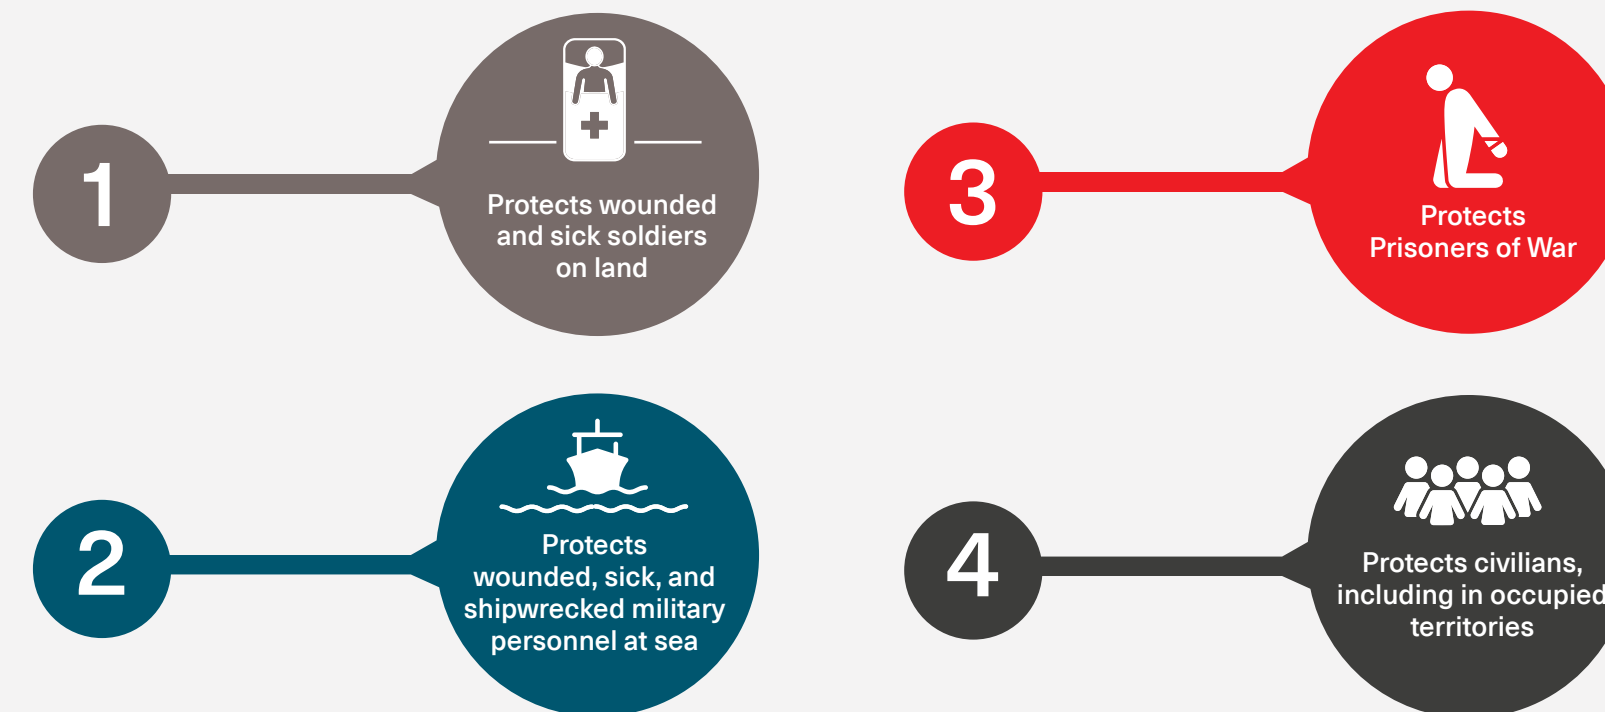 1
Protects wounded
and sick soldiers
on land
2
Protects
wounded, sick, and
shipwrecked military
personnel at sea
3
Protects
Prisoners of War
4
Protects civilians,
including in occupied
territories